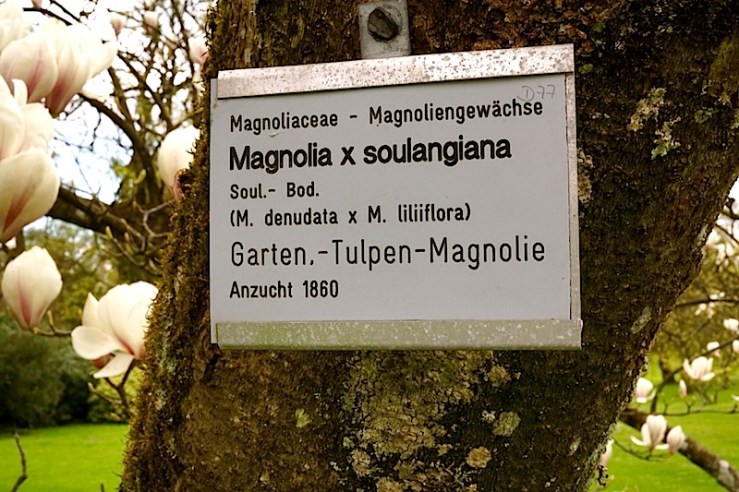 D77
Magnoliaceae - Magnoliengewächse
Magnolia x soulangiana
Soul.- Bod.
(M. denudata x M. liliiflora)
Garten,-Tulpen-Magnolie
Anzucht 1860